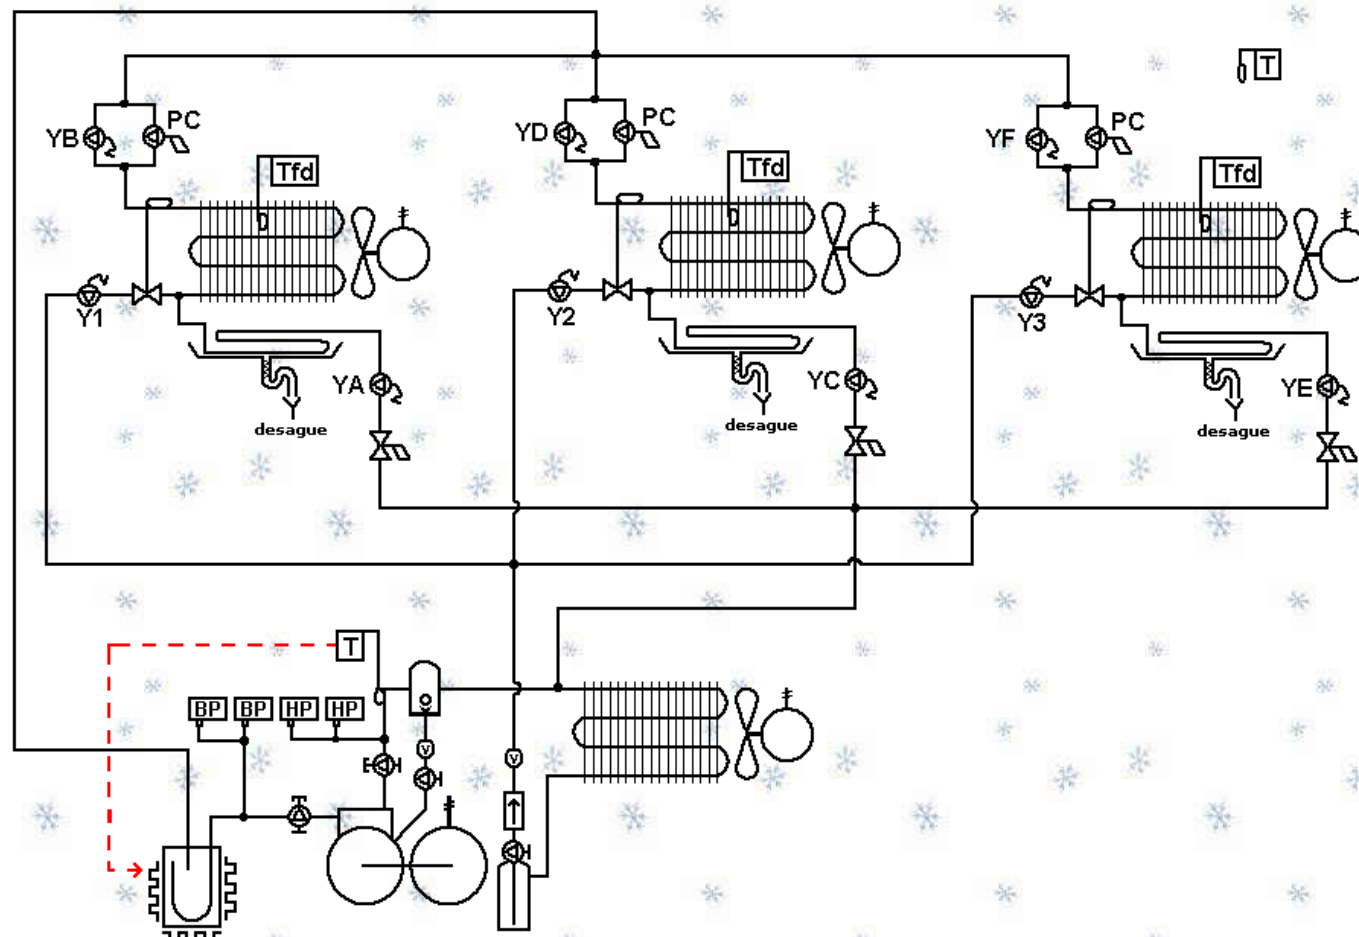 T
PC
PC
PC
YB
YD
YF
Tfd
Tfd
Tfd
Y1
Y2
Y3
YA
YC
YE
desague
desague
desague
T
BP
BP
HP
HP
V
V